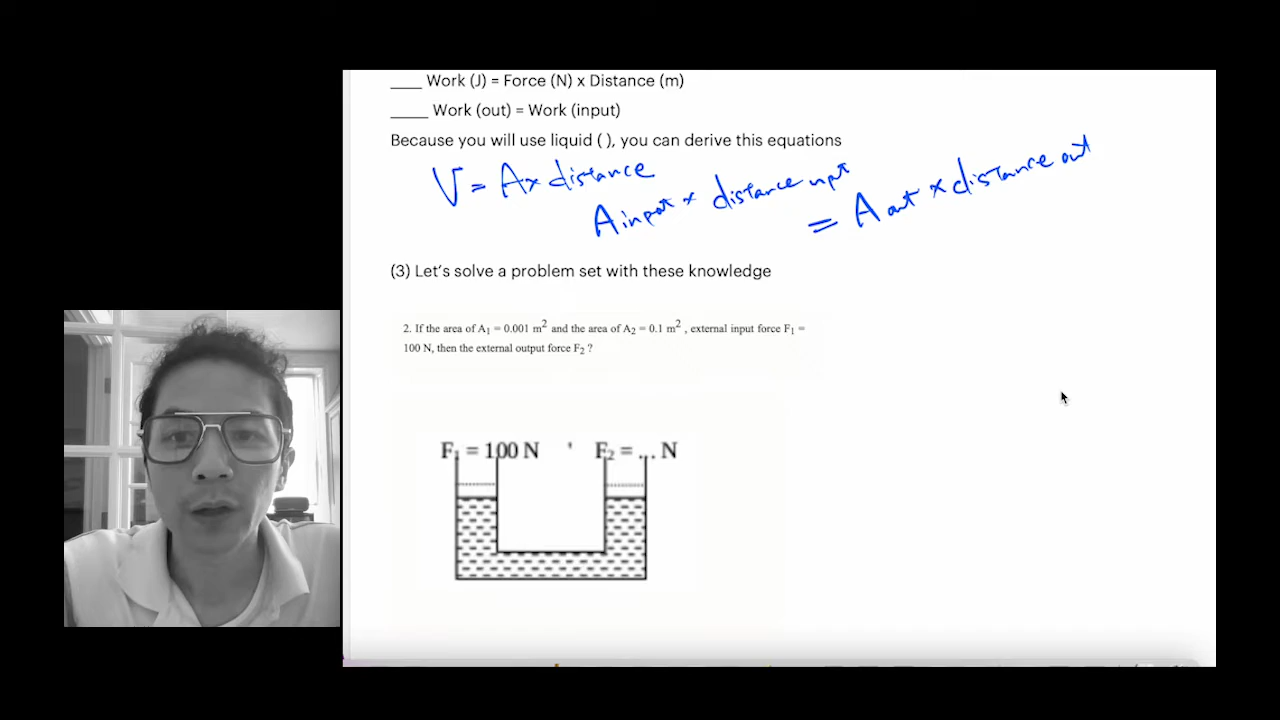 ____ Work (J) = Force (N) x Distance (m)
_____ Work (out) = Work (input)
Because you will use liquid ( ), you can derive this equations
V = A x distance
A input x distance input
= A out x distance out
(3) Let's solve a problem set with these knowledge
2. If the area of A₁ = 0.001 m² and the area of A₂ = 0.1 m² , external input force F₁ =
100 N, then the external output force F₂ ?
F₁ = 100 N ' F₂ = ... N